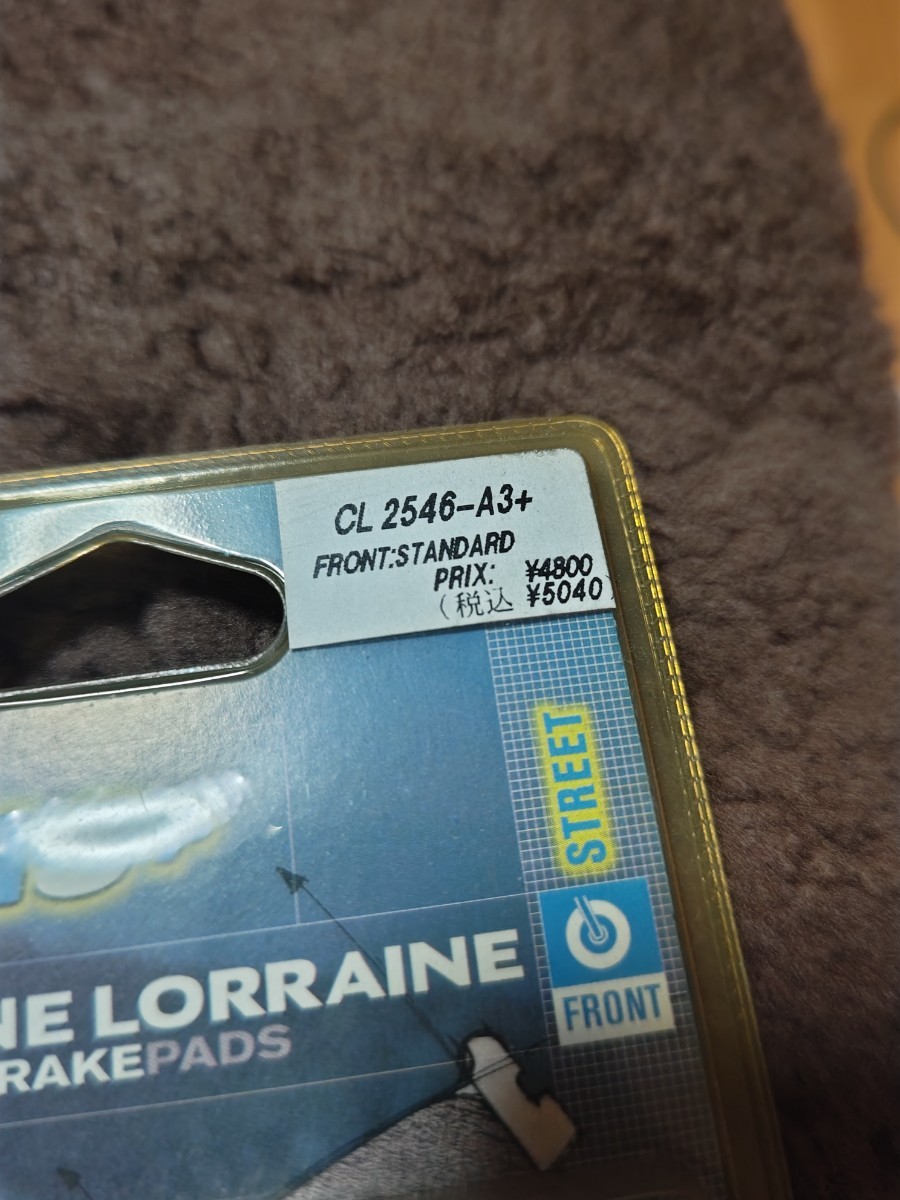 CL 2546-A3+
FRONT:STANDARD
PRIX: ¥4800
(税込 ¥5040)
STREET
NE LORRAINE
RAKEPADS
FRONT